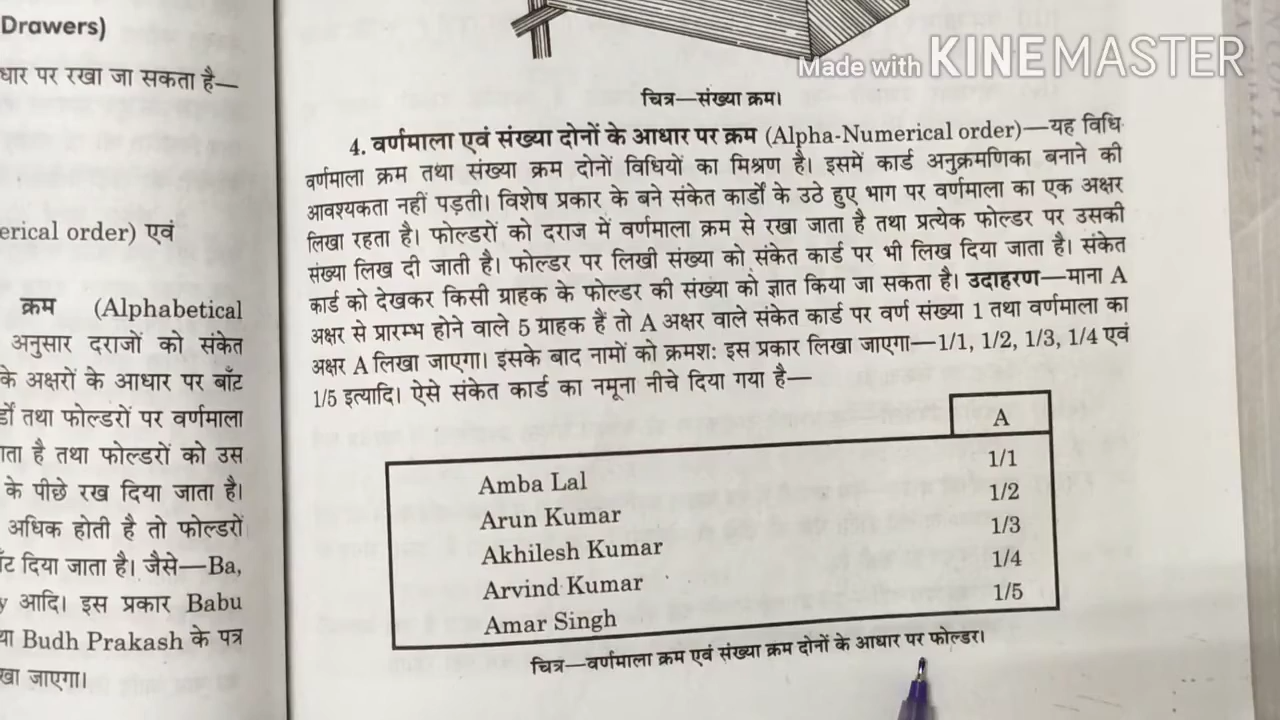 Drawers)
धार पर रखा जा सकता है—
erical order) एवं
क्रम (Alphabetical
अनुसार दराजों को संकेत
के अक्षरों के आधार पर बाँट
र्डों तथा फोल्डरों पर वर्णमाला
ाता है तथा फोल्डरों को उस
के पीछे रख दिया जाता है।
अधिक होती है तो फोल्डरों
ाँट दिया जाता है। जैसे—Ba,
y आदि। इस प्रकार Babu
या Budh Prakash के पत्र
खा जाएगा।
Made with KINEMASTER
चित्र—संख्या क्रम।
4. वर्णमाला एवं संख्या दोनों के आधार पर क्रम (Alpha-Numerical order)—यह विधि
वर्णमाला क्रम तथा संख्या क्रम दोनों विधियों का मिश्रण है। इसमें कार्ड अनुक्रमणिका बनाने की
आवश्यकता नहीं पड़ती। विशेष प्रकार के बने संकेत कार्डों के उठे हुए भाग पर वर्णमाला का एक अक्षर
लिखा रहता है। फोल्डरों को दराज में वर्णमाला क्रम से रखा जाता है तथा प्रत्येक फोल्डर पर उसकी
संख्या लिख दी जाती है। फोल्डर पर लिखी संख्या को संकेत कार्ड पर भी लिख दिया जाता है। संकेत
कार्ड को देखकर किसी ग्राहक के फोल्डर की संख्या को ज्ञात किया जा सकता है। उदाहरण—माना A
अक्षर से प्रारम्भ होने वाले 5 ग्राहक हैं तो A अक्षर वाले संकेत कार्ड पर वर्ण संख्या 1 तथा वर्णमाला का
अक्षर A लिखा जाएगा। इसके बाद नामों को क्रमशः इस प्रकार लिखा जाएगा—1/1, 1/2, 1/3, 1/4 एवं
1/5 इत्यादि। ऐसे संकेत कार्ड का नमूना नीचे दिया गया है—
A
Amba Lal 1/1
Arun Kumar 1/2
Akhilesh Kumar 1/3
Arvind Kumar 1/4
Amar Singh 1/5
चित्र—वर्णमाला क्रम एवं संख्या क्रम दोनों के आधार पर फोल्डर।